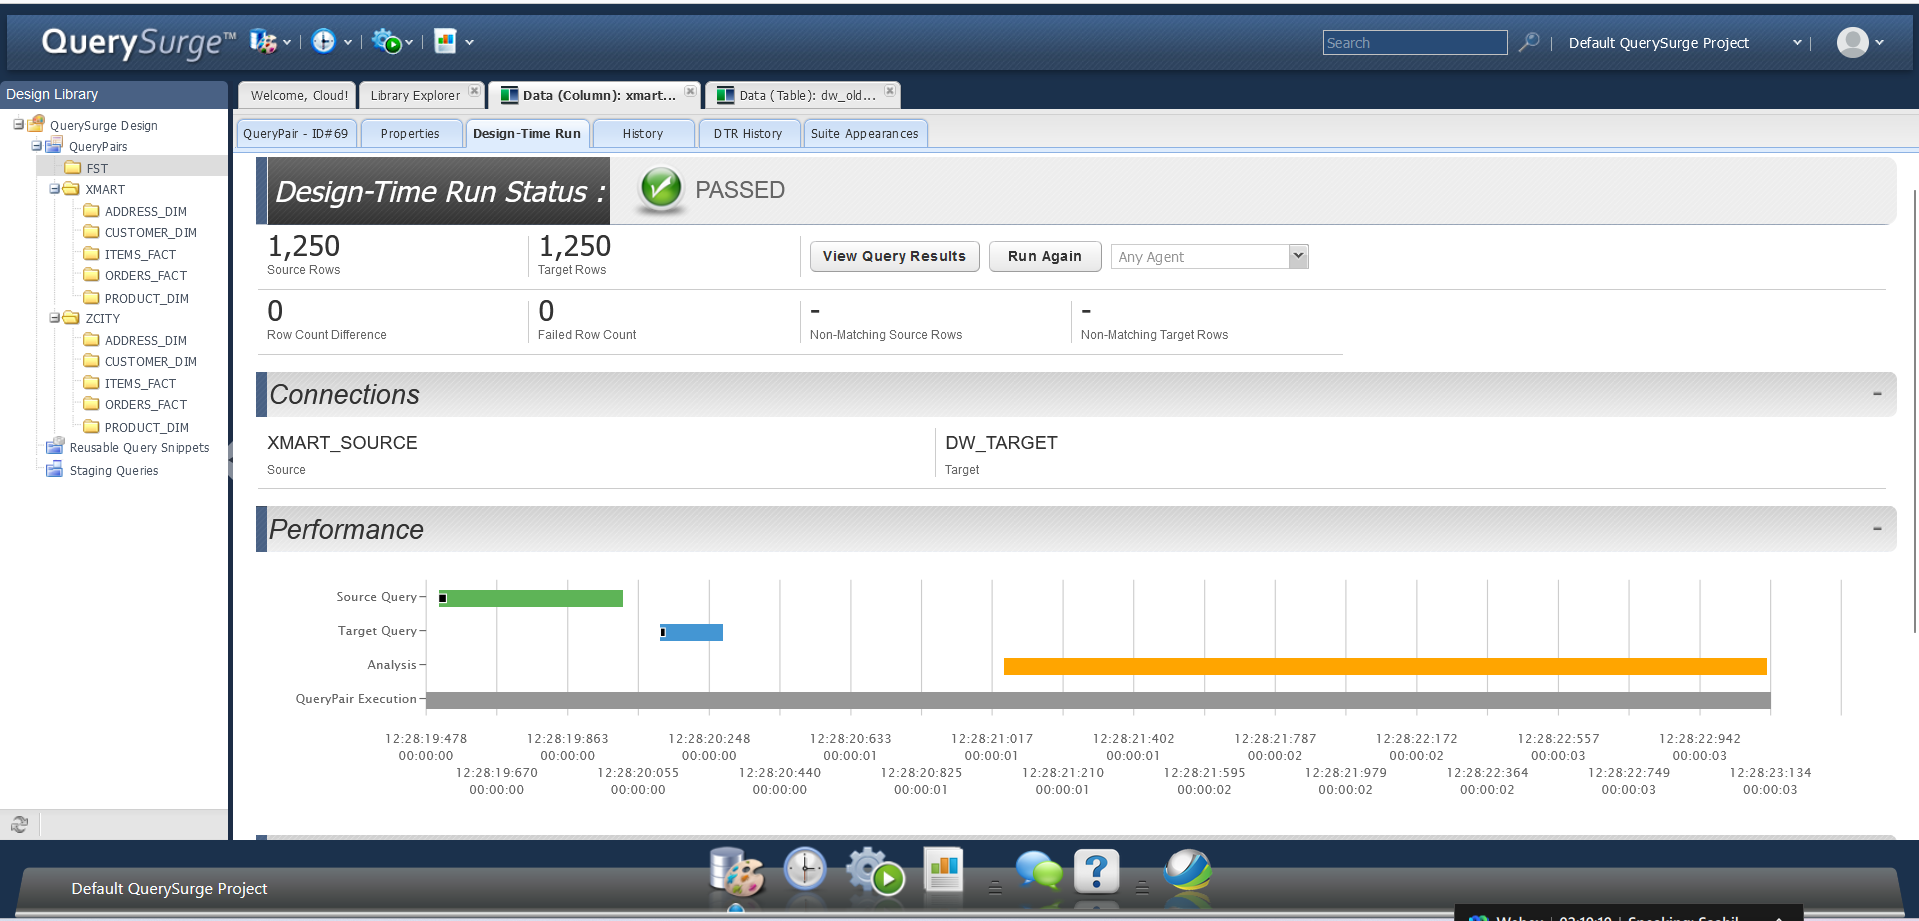 QuerySurge™
Search
Default QuerySurge Project
Design Library
Welcome, Cloud!
Library Explorer
Data (Column): xmart...
Data (Table): dw_old...
QueryPair - ID#69
Properties
Design-Time Run
History
DTR History
Suite Appearances
QuerySurge Design
QueryPairs
FST
XMART
ADDRESS_DIM
CUSTOMER_DIM
ITEMS_FACT
ORDERS_FACT
PRODUCT_DIM
ZCITY
ADDRESS_DIM
CUSTOMER_DIM
ITEMS_FACT
ORDERS_FACT
PRODUCT_DIM
Reusable Query Snippets
Staging Queries
Design-Time Run Status :
PASSED
1,250
Source Rows
1,250
Target Rows
View Query Results
Run Again
Any Agent
0
Row Count Difference
0
Failed Row Count
-
Non-Matching Source Rows
-
Non-Matching Target Rows
Connections
-
XMART_SOURCE
Source
DW_TARGET
Target
Performance
-
Source Query
Target Query
Analysis
QueryPair Execution
12:28:19:478 12:28:19:863 12:28:20:248 12:28:20:633 12:28:21:017 12:28:21:402 12:28:21:787 12:28:22:172 12:28:22:557 12:28:22:942
00:00:00 00:00:00 00:00:00 00:00:01 00:00:01 00:00:01 00:00:02 00:00:02 00:00:03 00:00:03
12:28:19:670 12:28:20:055 12:28:20:440 12:28:20:825 12:28:21:210 12:28:21:595 12:28:21:979 12:28:22:364 12:28:22:749 12:28:23:134
00:00:00 00:00:00 00:00:00 00:00:01 00:00:01 00:00:02 00:00:02 00:00:02 00:00:03 00:00:03
Default QuerySurge Project
?
Webex | Speaking: